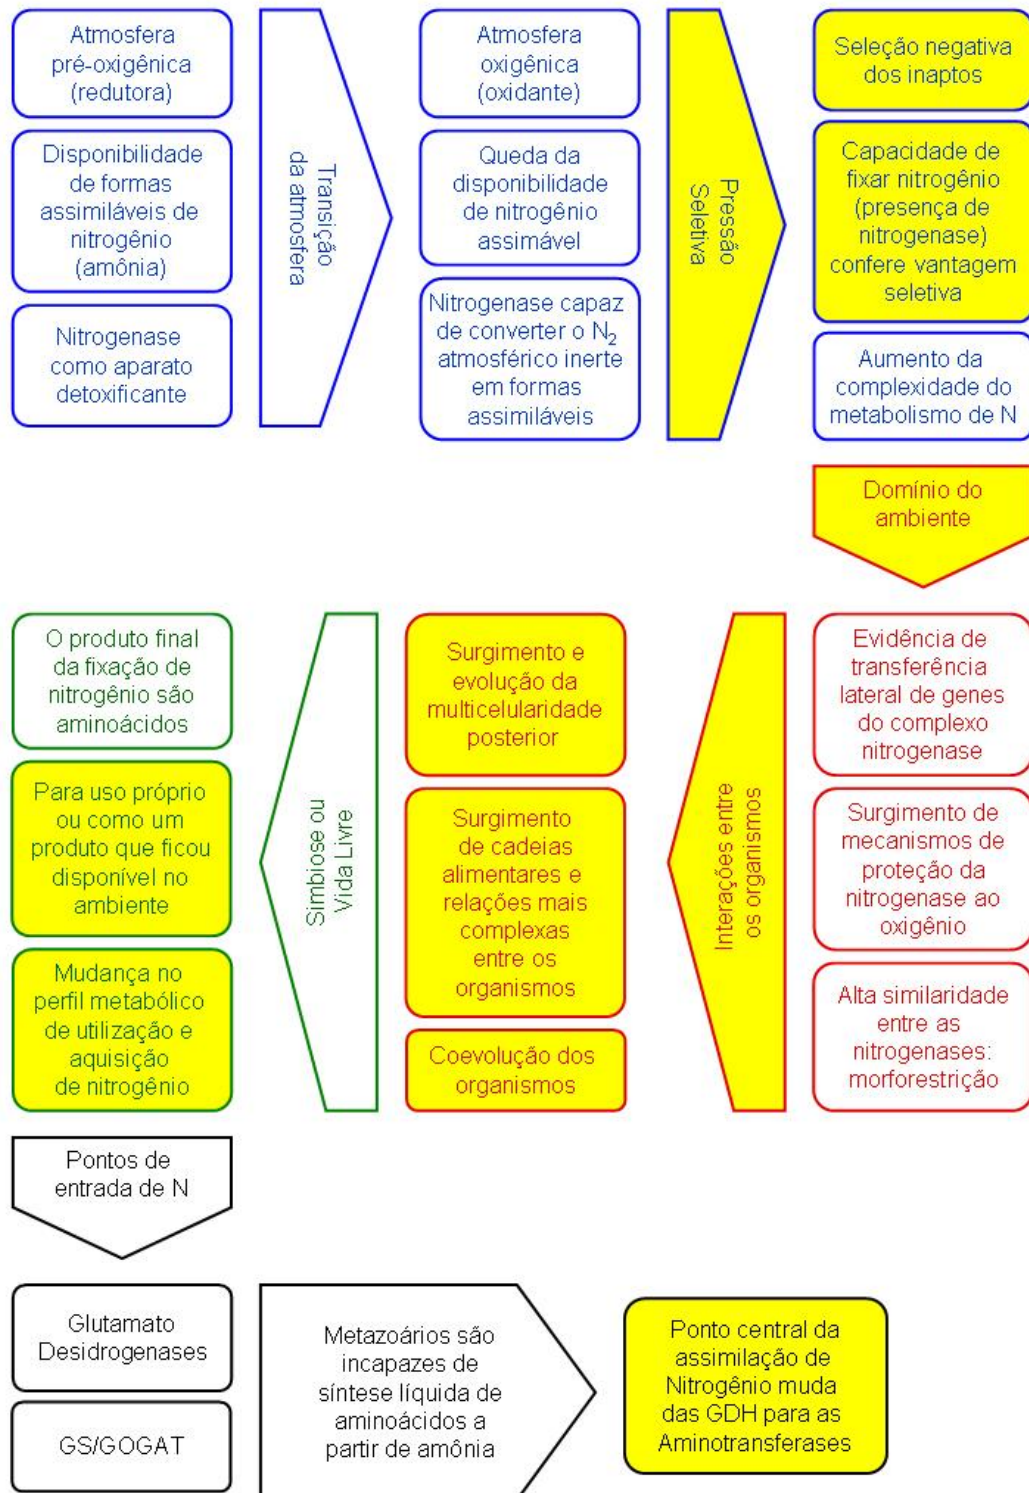 Atmosfera
pré-oxigênica
(redutora)
Disponibilidade
de formas
assimiláveis de
nitrogênio
(amônia)
Nitrogenase
como aparato
detoxificante
Transição
da atmosfera
Atmosfera
oxigênica
(oxidante)
Queda da
disponibilidade
de nitrogênio
assimável
Nitrogenase capaz
de converter o N₂
atmosférico inerte
em formas
assimiláveis
Pressão
Seletiva
Seleção negativa
dos inaptos
Capacidade de
fixar nitrogênio
(presença de
nitrogenase)
confere vantagem
seletiva
Aumento da
complexidade do
metabolismo de N
Domínio do
ambiente
Evidência de
transferência
lateral de genes
do complexo
nitrogenase
Surgimento de
mecanismos de
proteção da
nitrogenase ao
oxigênio
Alta similaridade
entre as
nitrogenases:
morforestrição
Interações entre
os organismos
Surgimento e
evolução da
multicelularidade
posterior
Surgimento
de cadeias
alimentares e
relações mais
complexas
entre os
organismos
Coevolução dos
organismos
Simbiose ou
Vida Livre
O produto final
da fixação de
nitrogênio são
aminoácidos
Para uso próprio
ou como um
produto que ficou
disponível no
ambiente
Mudança no
perfil metabólico
de utilização e
aquisição
de nitrogênio
Pontos de
entrada de N
Glutamato
Desidrogenases
GS/GOGAT
Metazoários são
incapazes de
síntese líquida de
aminoácidos a
partir de amônia
Ponto central da
assimilação de
Nitrogênio muda
das GDH para as
Aminotransferases